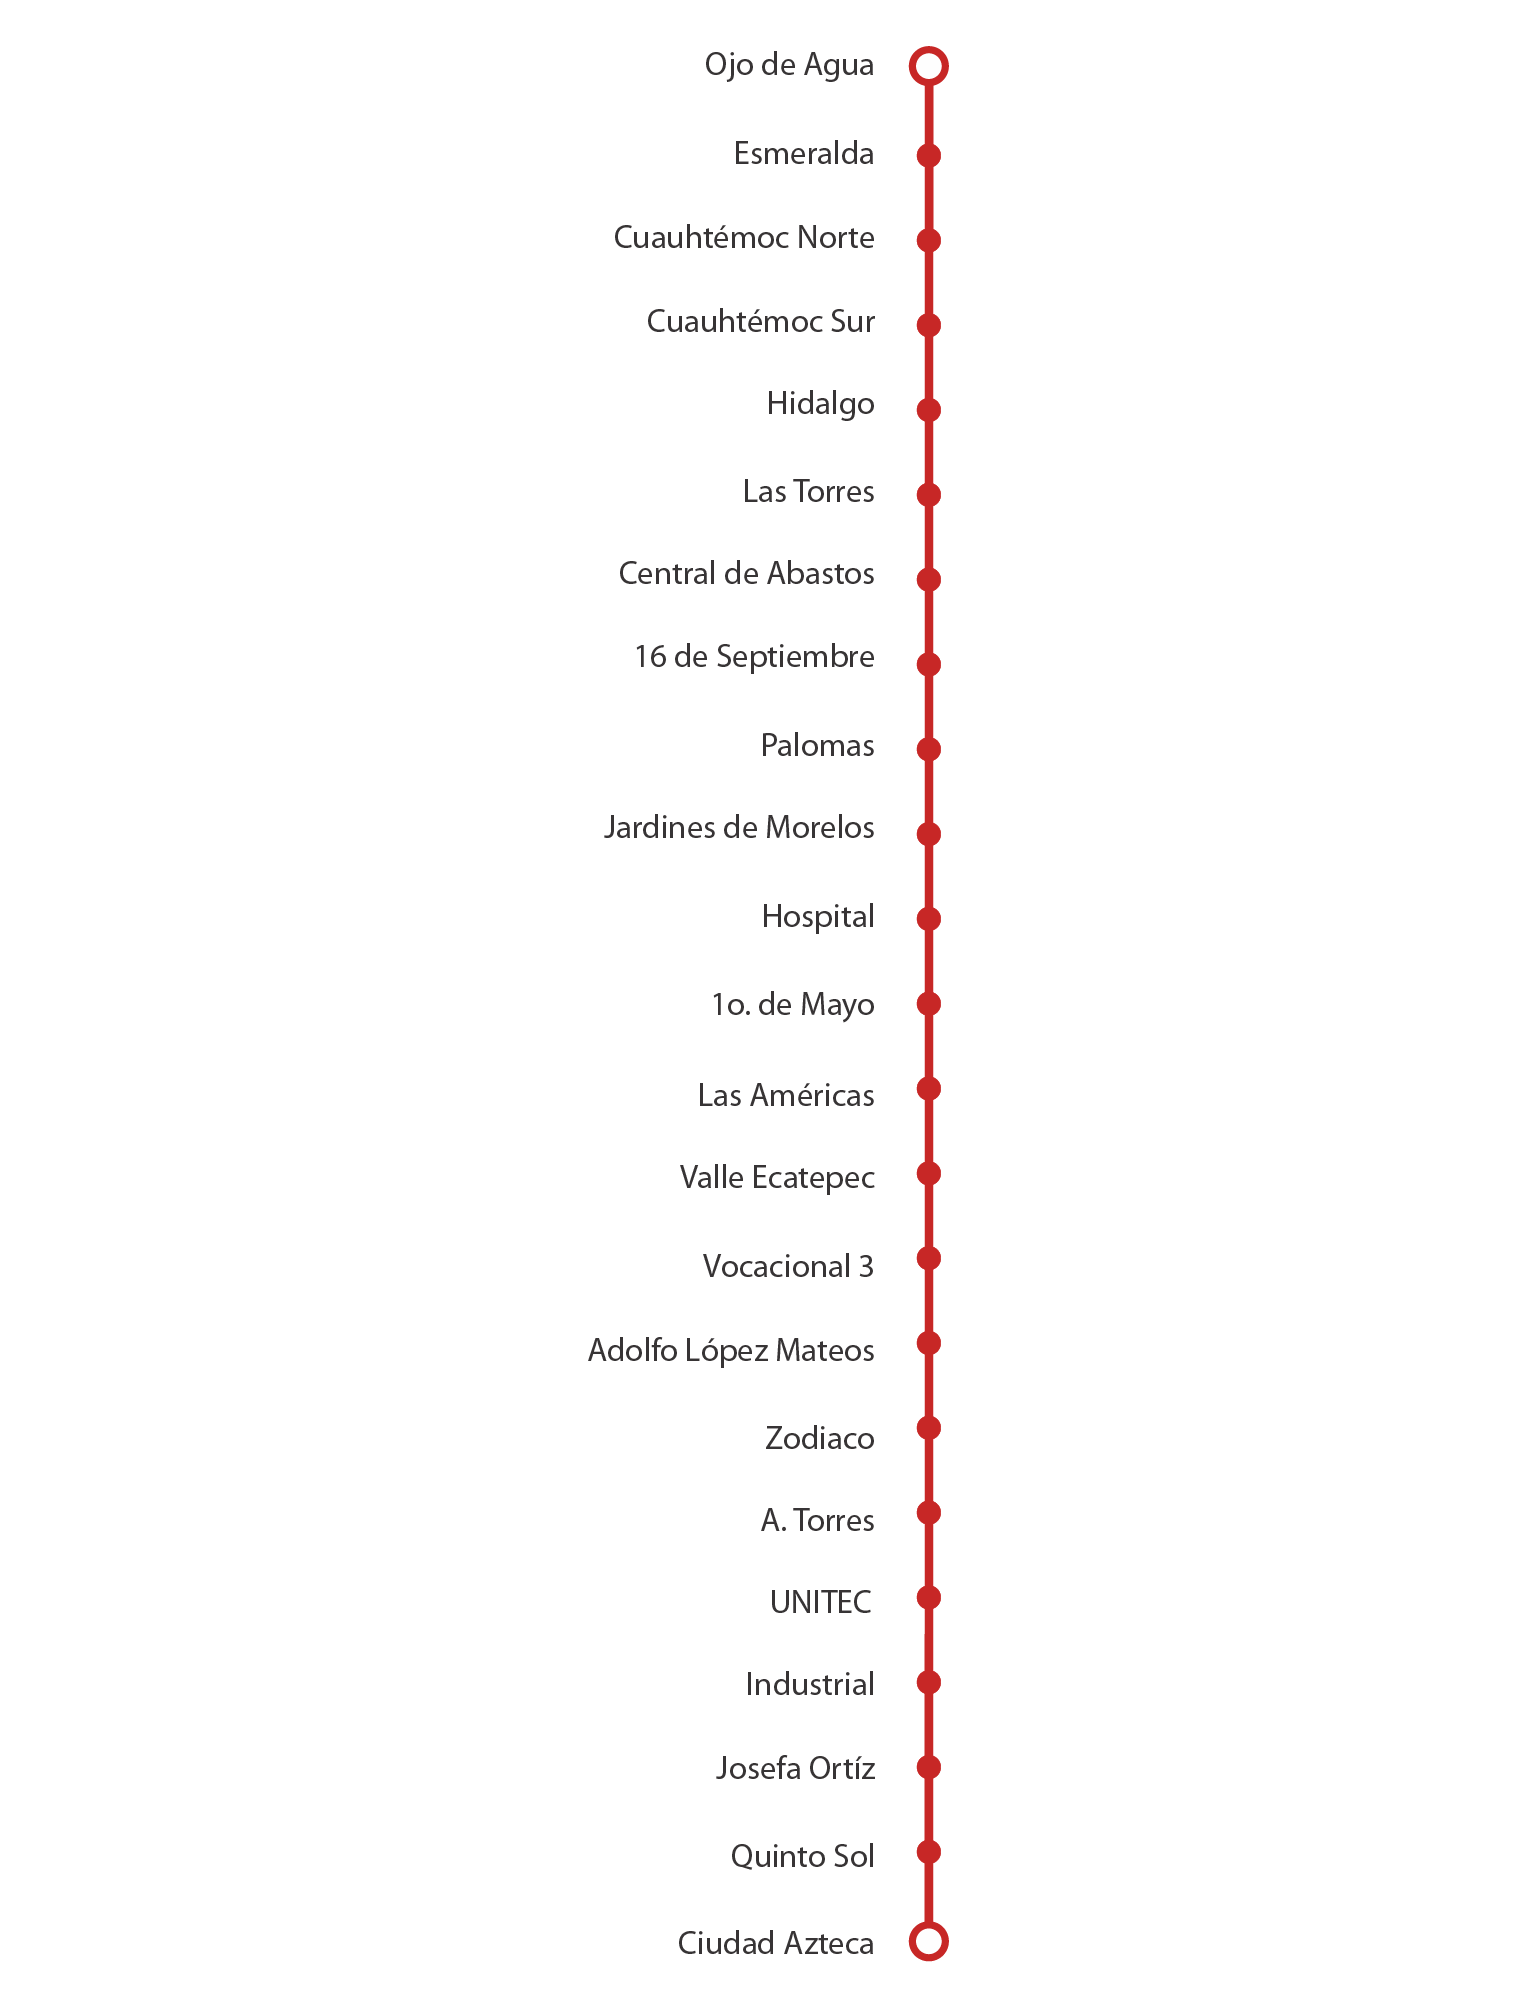 Ojo de Agua
Esmeralda
Cuauhtémoc Norte
Cuauhtémoc Sur
Hidalgo
Las Torres
Central de Abastos
16 de Septiembre
Palomas
Jardines de Morelos
Hospital
1o. de Mayo
Las Américas
Valle Ecatepec
Vocacional 3
Adolfo López Mateos
Zodiaco
A. Torres
UNITEC
Industrial
Josefa Ortíz
Quinto Sol
Ciudad Azteca